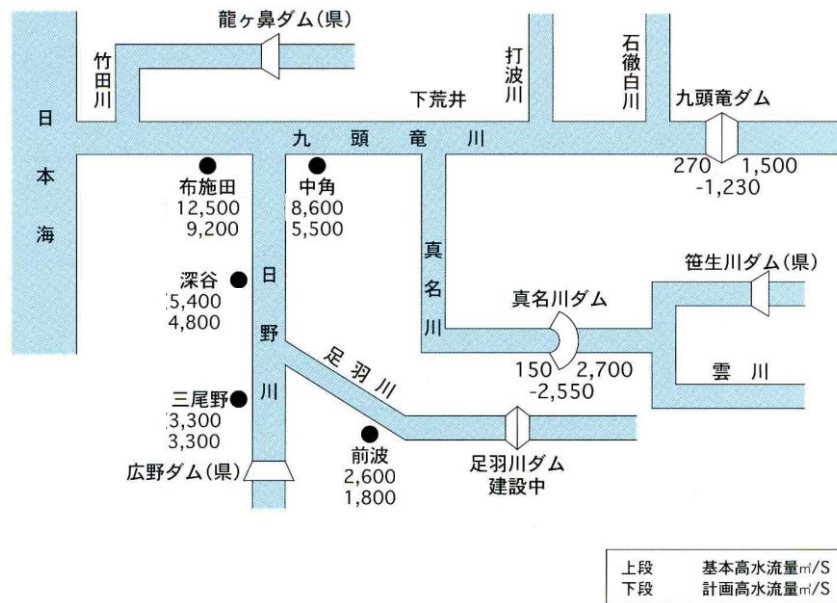 龍ヶ鼻ダム(県)
竹田川
打波川
石徹白川
下荒井
九頭竜ダム
日本海
九頭竜川
270 1,500
-1,230
布施田
12,500
9,200
中角
8,600
5,500
真名川
笹生川ダム(県)
深谷
5,400
4,800
日野川
真名川ダム
150 2,700
-2,550
足羽川
雲川
三尾野
3,300
3,300
前波
2,600
1,800
広野ダム(県)
足羽川ダム
建設中
上段 基本高水流量㎥/S
下段 計画高水流量㎥/S